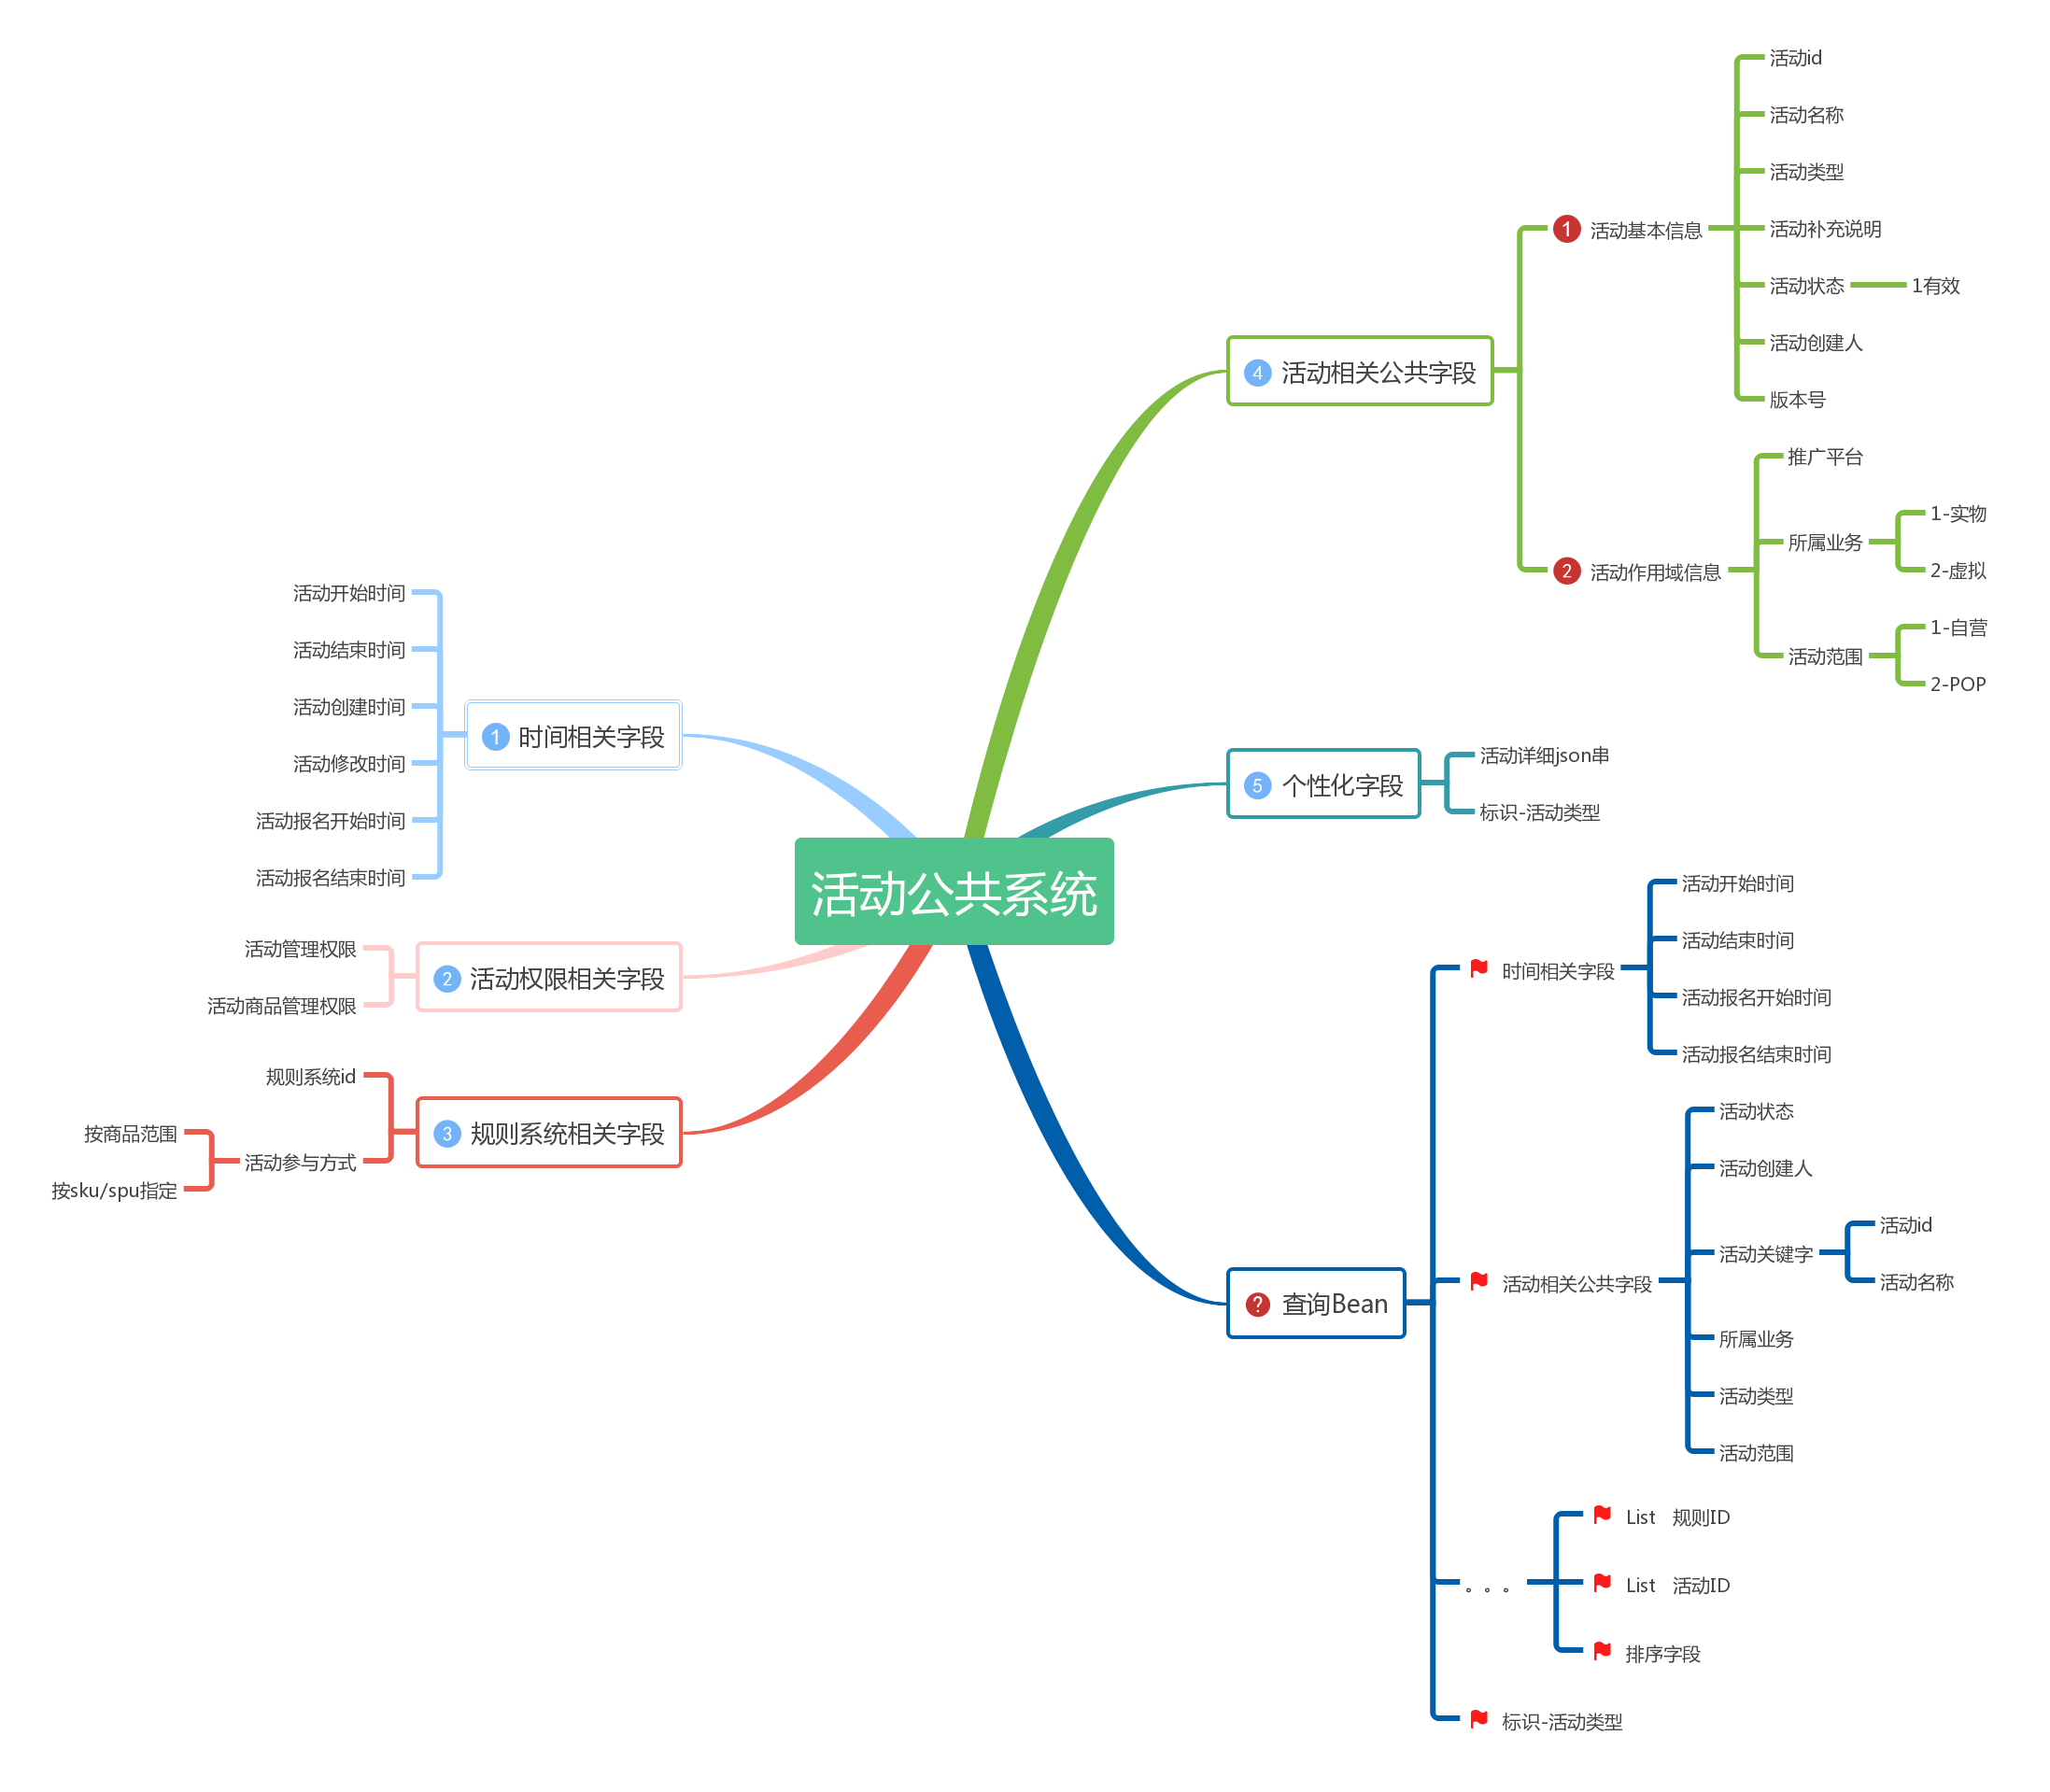 活动公共系统
1 时间相关字段
活动开始时间
活动结束时间
活动创建时间
活动修改时间
活动报名开始时间
活动报名结束时间
2 活动权限相关字段
活动管理权限
活动商品管理权限
3 规则系统相关字段
规则系统id
活动参与方式
按商品范围
按sku/spu指定
4 活动相关公共字段
1 活动基本信息
活动id
活动名称
活动类型
活动补充说明
活动状态
1有效
活动创建人
版本号
2 活动作用域信息
推广平台
所属业务
1-实物
2-虚拟
活动范围
1-自营
2-POP
5 个性化字段
活动详细json串
标识-活动类型
? 查询Bean
时间相关字段
活动开始时间
活动结束时间
活动报名开始时间
活动报名结束时间
活动相关公共字段
活动状态
活动创建人
活动关键字
活动id
活动名称
所属业务
活动类型
活动范围
。。。
List 规则ID
List 活动ID
排序字段
标识-活动类型